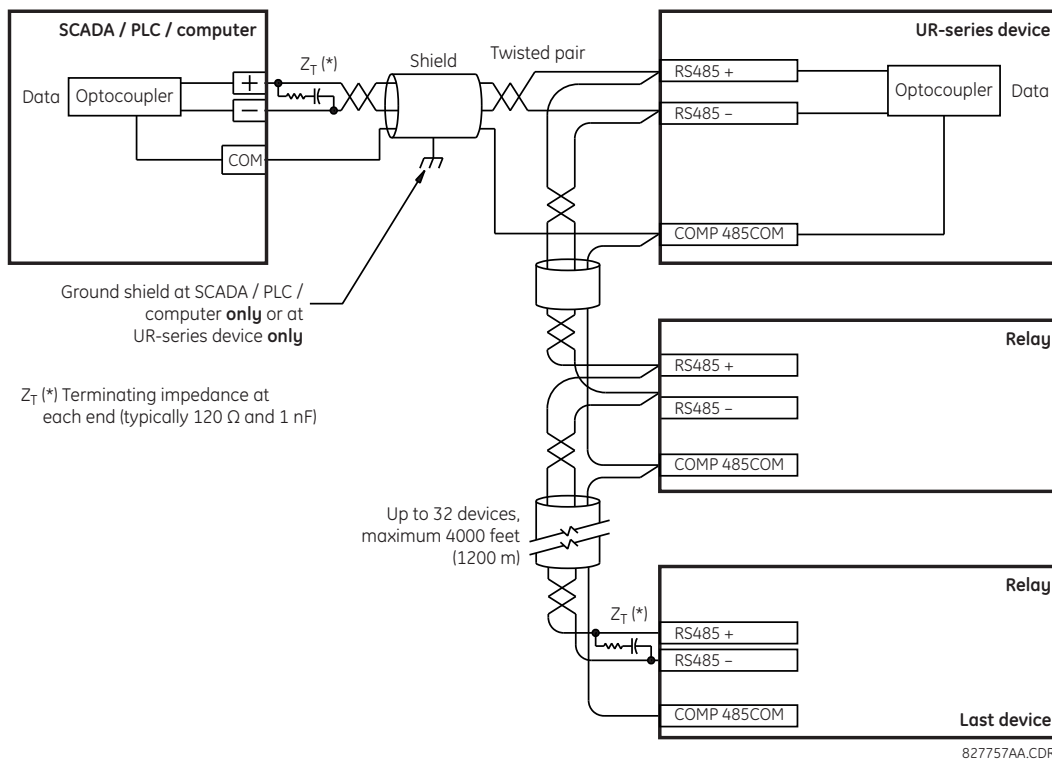 SCADA / PLC / computer
Data
Optocoupler
+
−
COM
Z_T (*)
Shield
Twisted pair
UR-series device
RS485 +
RS485 −
Optocoupler
Data
COMP 485COM
Ground shield at SCADA / PLC /
computer only or at
UR-series device only
Z_T (*) Terminating impedance at
each end (typically 120 Ω and 1 nF)
Relay
RS485 +
RS485 −
COMP 485COM
Up to 32 devices,
maximum 4000 feet
(1200 m)
Relay
Z_T (*)
RS485 +
RS485 −
COMP 485COM
Last device
827757AA.CDR